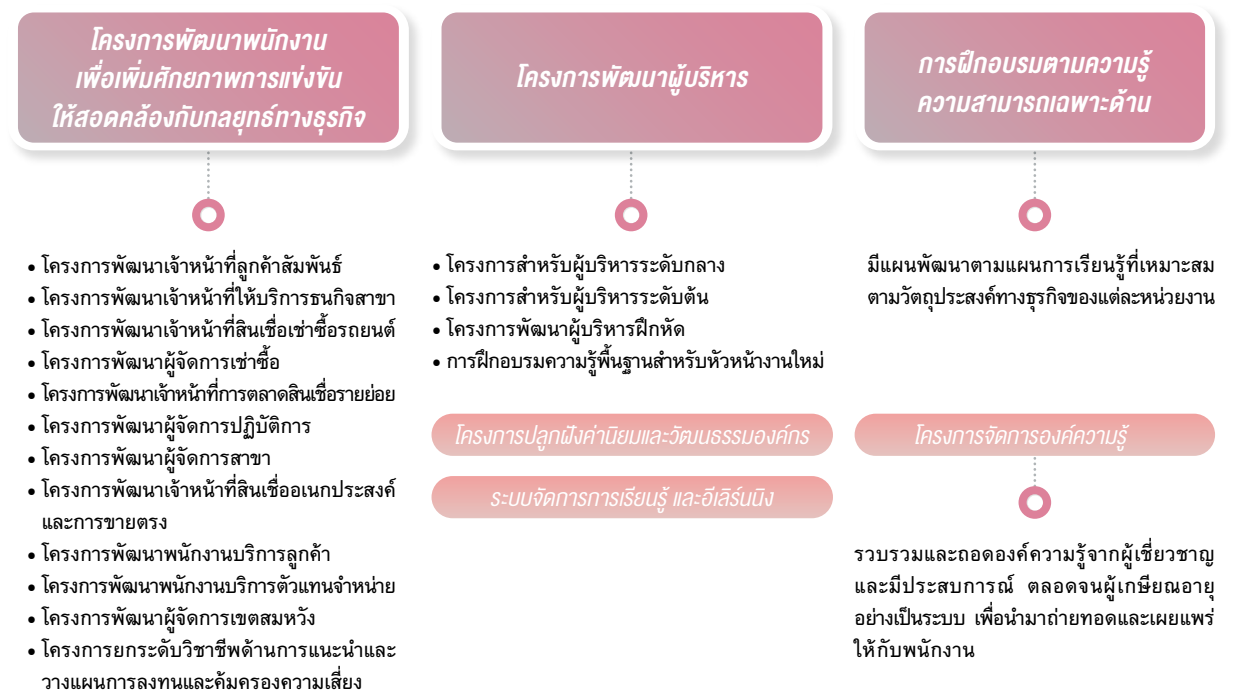 โครงการพัฒนาพนักงาน
เพื่อเพิ่มศักยภาพการแข่งขัน
ให้สอดคล้องกับกลยุทธ์ทางธุรกิจ
• โครงการพัฒนาเจ้าหน้าที่ลูกค้าสัมพันธ์
• โครงการพัฒนาเจ้าหน้าที่ให้บริการธนกิจสาขา
• โครงการพัฒนาเจ้าหน้าที่สินเชื่อเช่าซื้อรถยนต์
• โครงการพัฒนาผู้จัดการเช่าซื้อ
• โครงการพัฒนาเจ้าหน้าที่การตลาดสินเชื่อรายย่อย
• โครงการพัฒนาผู้จัดการปฏิบัติการ
• โครงการพัฒนาผู้จัดการสาขา
• โครงการพัฒนาเจ้าหน้าที่สินเชื่ออเนกประสงค์
และการขายตรง
• โครงการพัฒนาพนักงานบริการลูกค้า
• โครงการพัฒนาพนักงานบริการตัวแทนจำหน่าย
• โครงการพัฒนาผู้จัดการเขตสมหวัง
• โครงการยกระดับวิชาชีพด้านการแนะนำและ
วางแผนการลงทุนและคุ้มครองความเสี่ยง
โครงการพัฒนาผู้บริหาร
• โครงการสำหรับผู้บริหารระดับกลาง
• โครงการสำหรับผู้บริหารระดับต้น
• โครงการพัฒนาผู้บริหารฝึกหัด
• การฝึกอบรมความรู้พื้นฐานสำหรับหัวหน้างานใหม่
โครงการปลูกฝังค่านิยมและวัฒนธรรมองค์กร
ระบบจัดการการเรียนรู้ และอีเลิร์นนิง
การฝึกอบรมตามความรู้
ความสามารถเฉพาะด้าน
มีแผนพัฒนาตามแผนการเรียนรู้ที่เหมาะสม
ตามวัตถุประสงค์ทางธุรกิจของแต่ละหน่วยงาน
โครงการจัดการองค์ความรู้
รวบรวมและถอดองค์ความรู้จากผู้เชี่ยวชาญ
และมีประสบการณ์ ตลอดจนผู้เกษียณอายุ
อย่างเป็นระบบ เพื่อนำมาถ่ายทอดและเผยแพร่
ให้กับพนักงาน